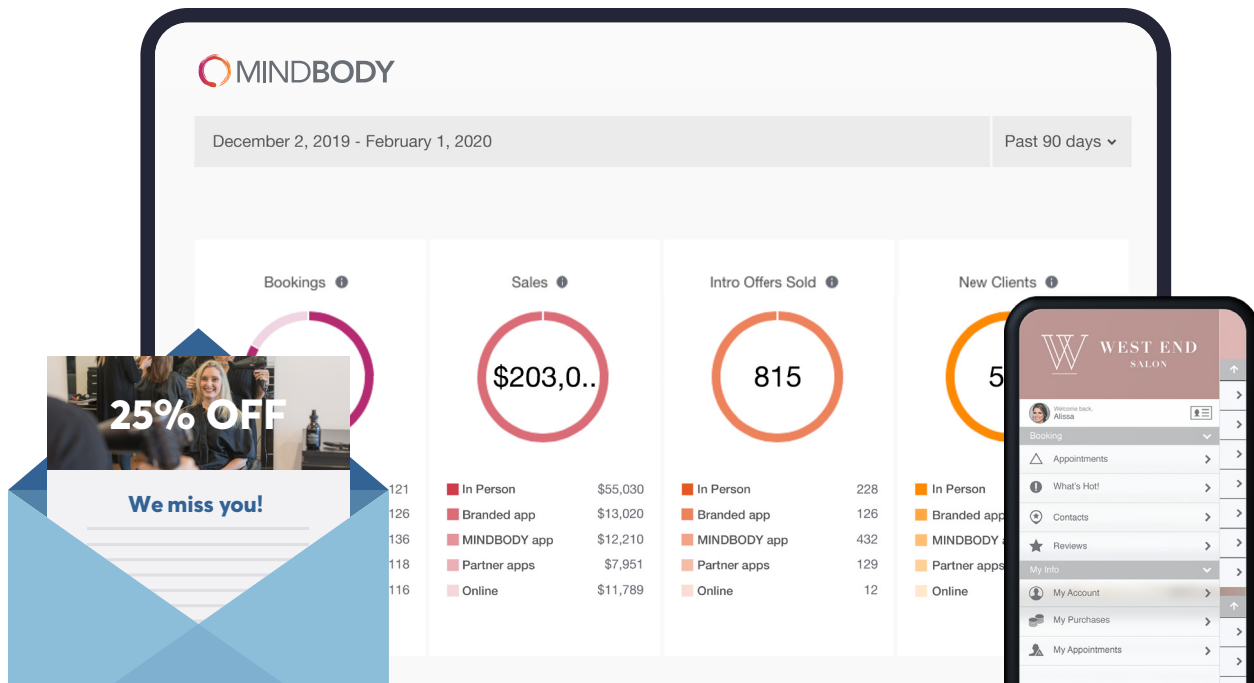 MINDBODY
December 2, 2019 - February 1, 2020 Past 90 days
Bookings
121
126
136
118
116
Sales
$203,0..
In Person $55,030
Branded app $13,020
MINDBODY app $12,210
Partner apps $7,951
Online $11,789
Intro Offers Sold
815
In Person 228
Branded app 126
MINDBODY app 432
Partner apps 129
Online 12
New Clients
5
In Person
Branded app
MINDBODY
Partner apps
Online
25% OFF
We miss you!
W WEST END
SALON
Welcome back,
Alissa
Booking
Appointments
What's Hot!
Contacts
Reviews
My Info
My Account
My Purchases
My Appointments